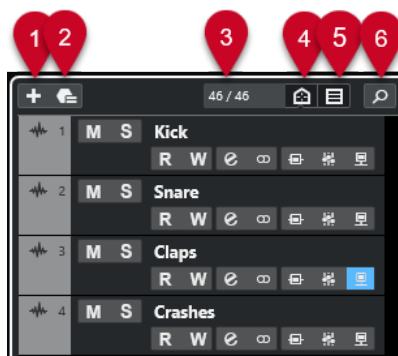 1 2 3 4 5 6
46 / 46
1 M S Kick
R W e
2 M S Snare
R W e
3 M S Claps
R W e
4 M S Crashes
R W e